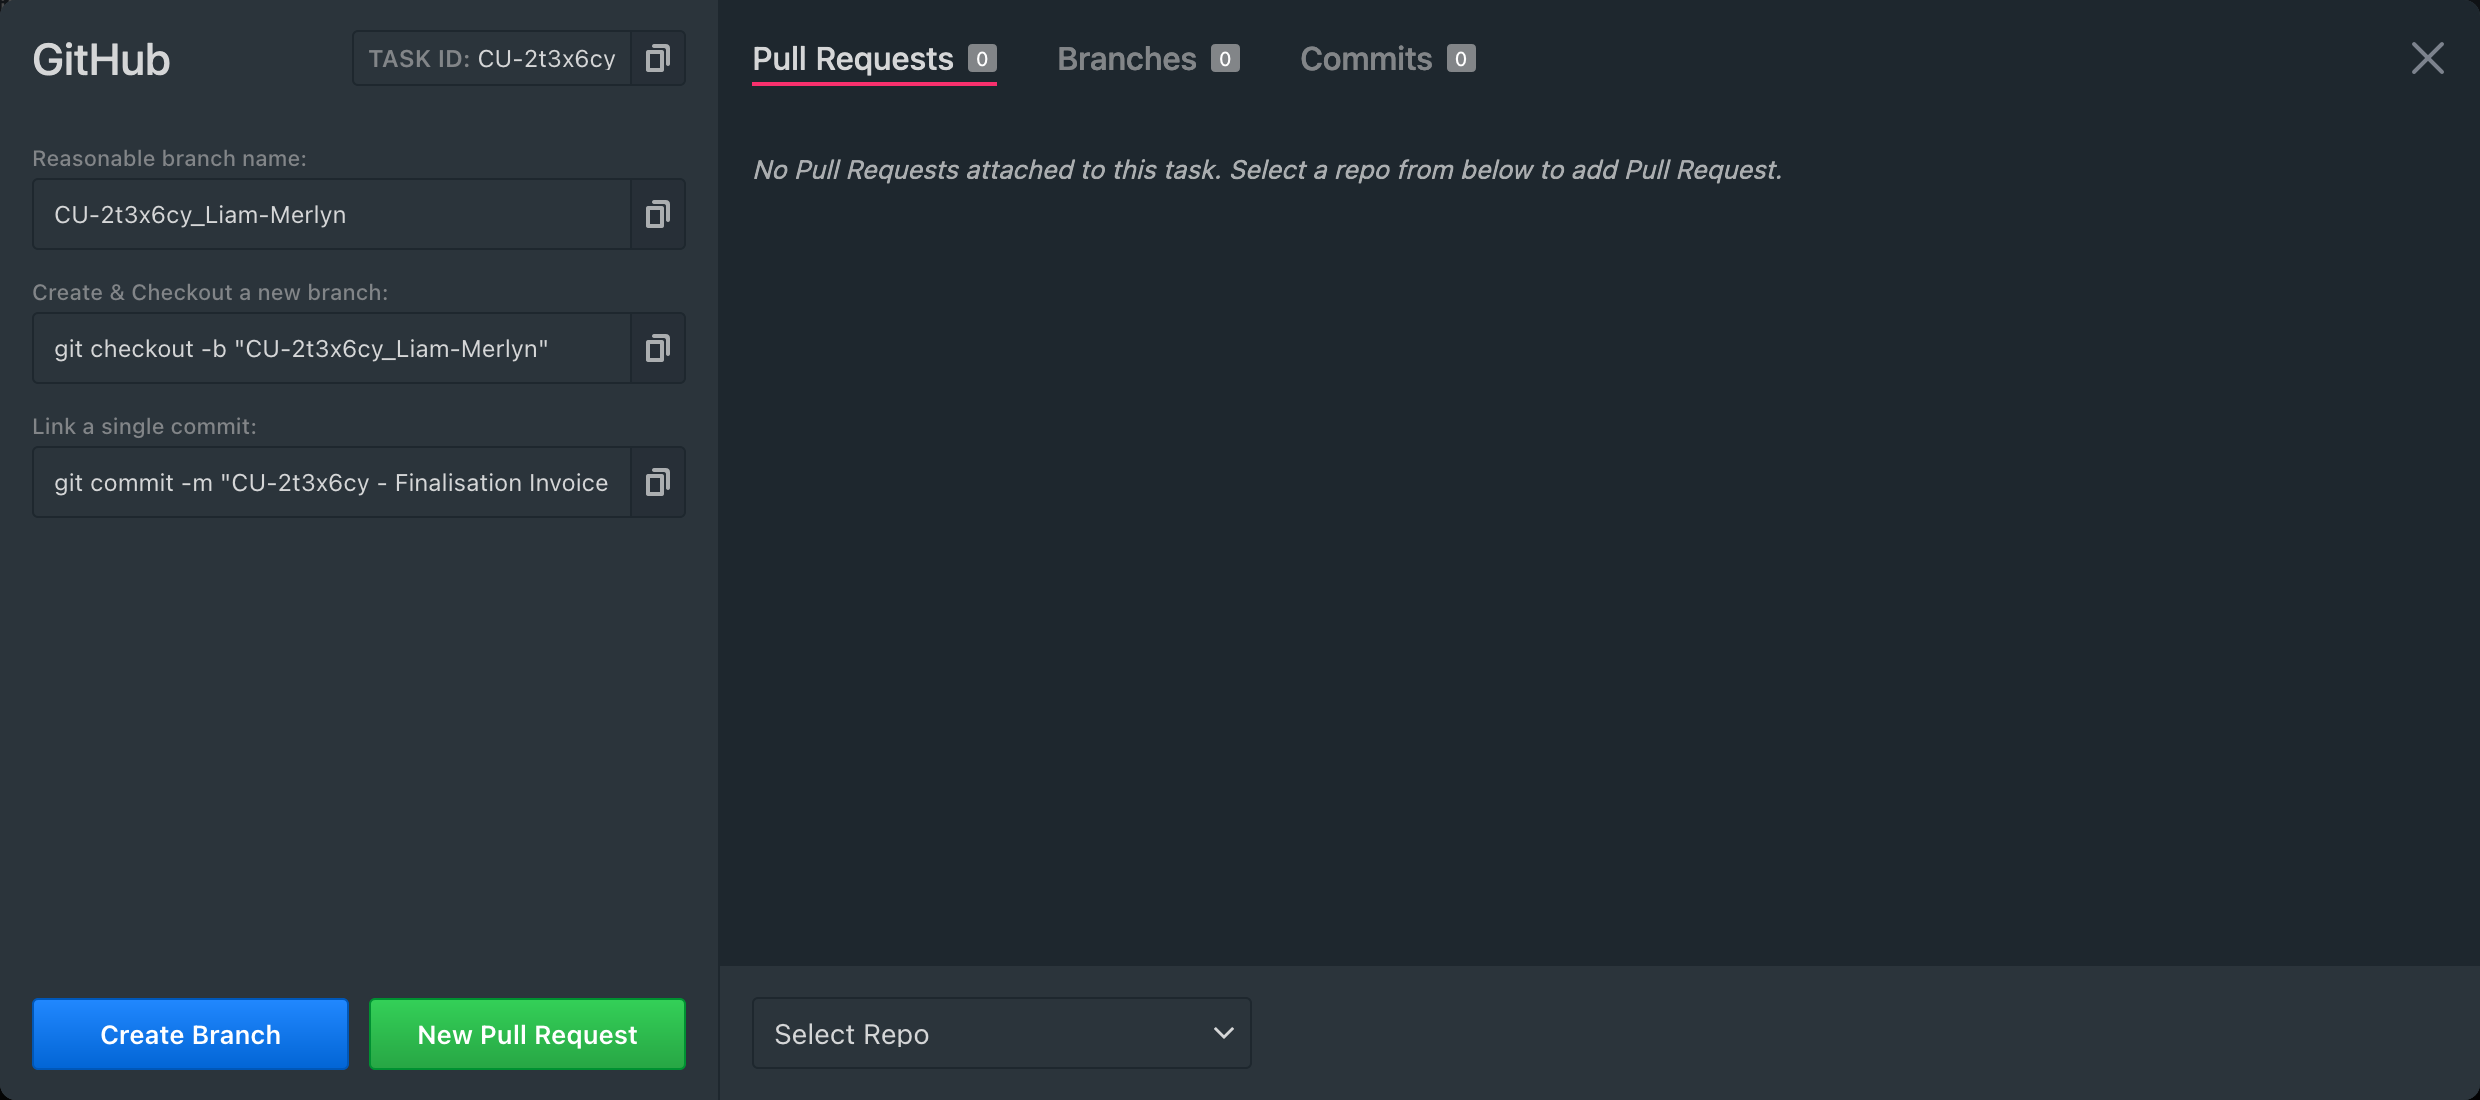 GitHub
TASK ID: CU-2t3x6cy
Reasonable branch name:
CU-2t3x6cy_Liam-Merlyn
Create & Checkout a new branch:
git checkout -b "CU-2t3x6cy_Liam-Merlyn"
Link a single commit:
git commit -m "CU-2t3x6cy - Finalisation Invoice
Create Branch
New Pull Request
Pull Requests 0
Branches 0
Commits 0
No Pull Requests attached to this task. Select a repo from below to add Pull Request.
Select Repo